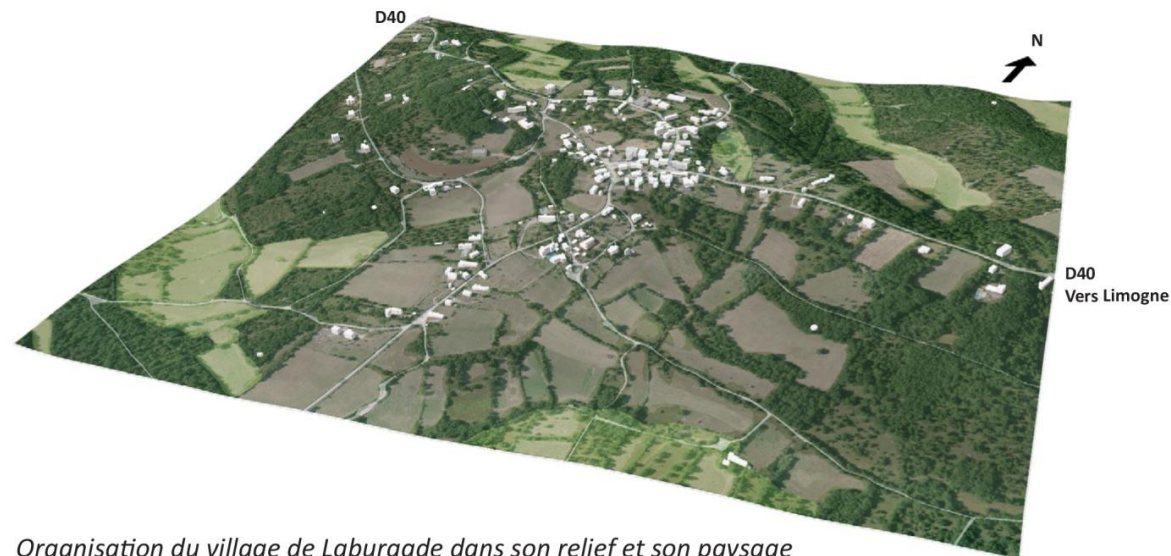 D40
N
D40
Vers Limogne
Organisation du village de Laburgade dans son relief et son paysage